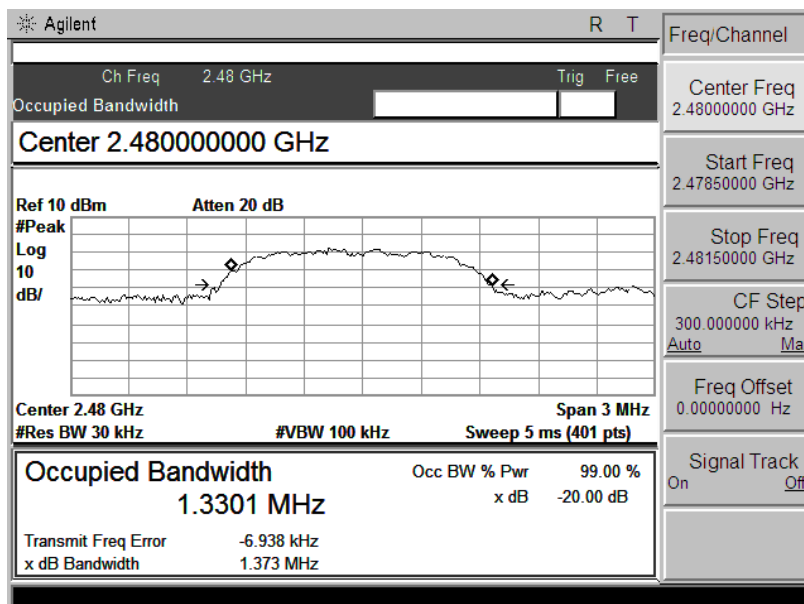 Agilent R T
Ch Freq 2.48 GHz Trig Free
Occupied Bandwidth
Center 2.480000000 GHz
Ref 10 dBm Atten 20 dB
#Peak
Log
10
dB/
Center 2.48 GHz Span 3 MHz
#Res BW 30 kHz #VBW 100 kHz Sweep 5 ms (401 pts)
Occupied Bandwidth Occ BW % Pwr 99.00 %
1.3301 MHz x dB -20.00 dB
Transmit Freq Error -6.938 kHz
x dB Bandwidth 1.373 MHz
Freq/Channel
Center Freq
2.48000000 GHz
Start Freq
2.47850000 GHz
Stop Freq
2.48150000 GHz
CF Step
300.000000 kHz
Auto Ma
Freq Offset
0.00000000 Hz
Signal Track
On Off